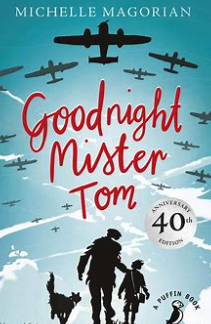 MICHELLE MAGORIAN
Goodnight
Mister
Tom
ANNIVERSARY
40th
EDITION
A PUFFIN BOOK